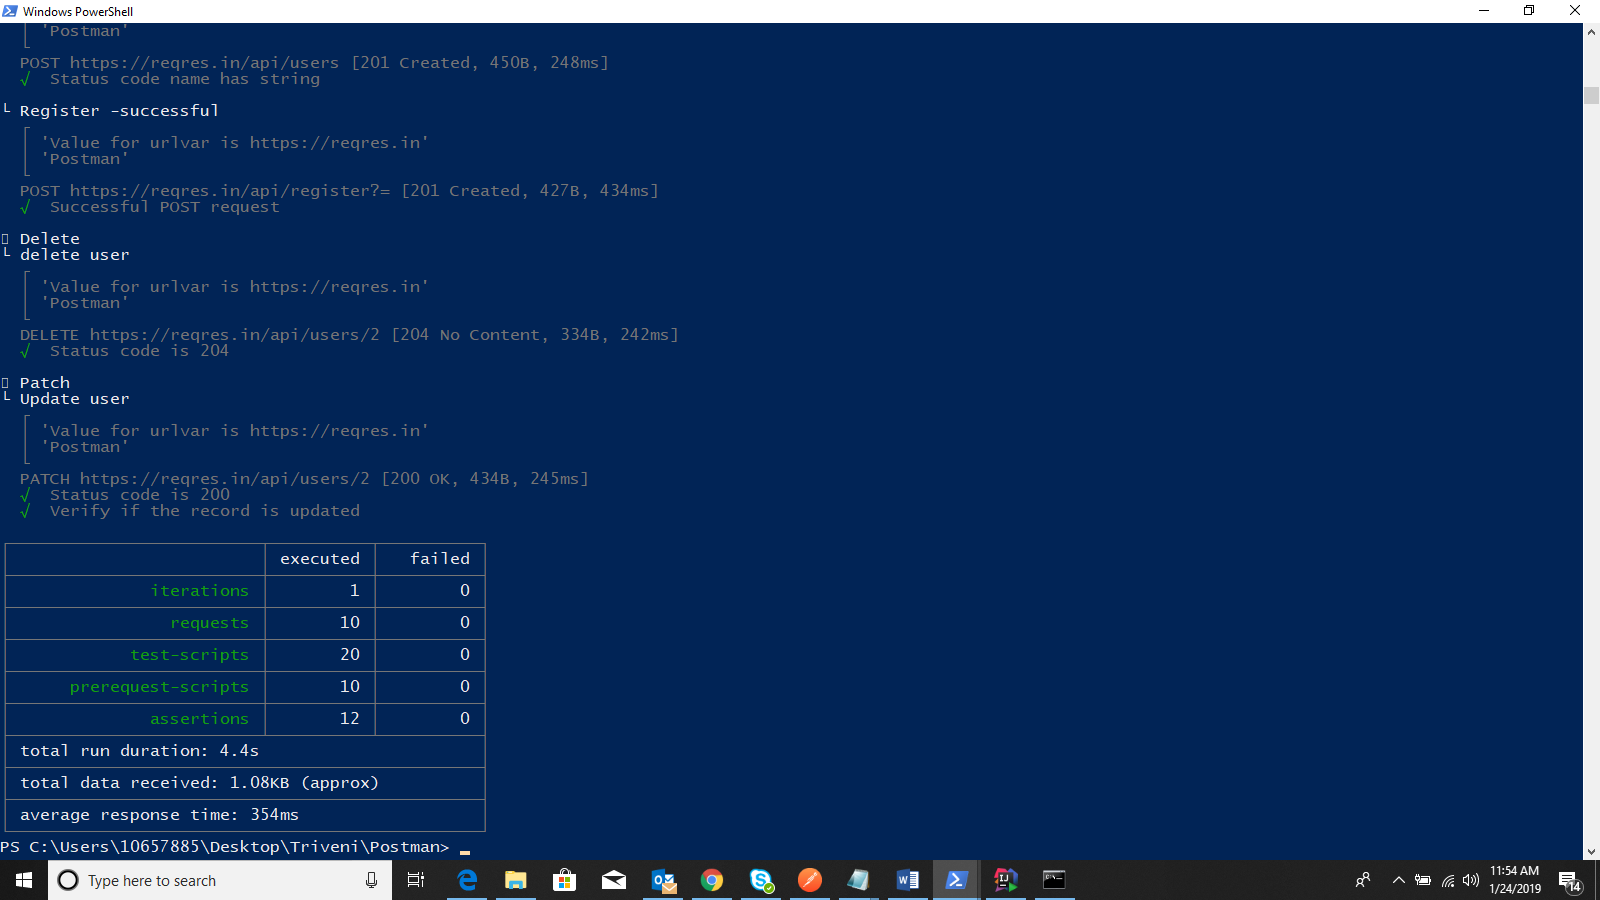 Windows PowerShell
'Postman'
POST https://reqres.in/api/users [201 Created, 450B, 248ms]
√ Status code name has string
└ Register -successful
'Value for urlvar is https://reqres.in'
'Postman'
POST https://reqres.in/api/register?= [201 Created, 427B, 434ms]
√ Successful POST request
Delete
└ delete user
'Value for urlvar is https://reqres.in'
'Postman'
DELETE https://reqres.in/api/users/2 [204 No Content, 334B, 242ms]
√ Status code is 204
Patch
└ Update user
'Value for urlvar is https://reqres.in'
'Postman'
PATCH https://reqres.in/api/users/2 [200 OK, 434B, 245ms]
√ Status code is 200
√ Verify if the record is updated
executed failed
iterations 1 0
requests 10 0
test-scripts 20 0
prerequest-scripts 10 0
assertions 12 0
total run duration: 4.4s
total data received: 1.08KB (approx)
average response time: 354ms
PS C:\Users\10657885\Desktop\Triveni\Postman>
Type here to search
11:54 AM
1/24/2019
14